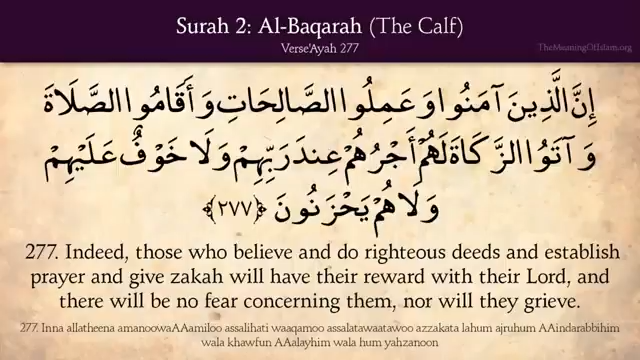 Surah 2: Al-Baqarah (The Calf)
Verse'Ayah 277
TheMeaningOfIslam.org
إِنَّ الَّذِينَ آمَنُوا وَعَمِلُوا الصَّالِحَاتِ وَأَقَامُوا الصَّلَاةَ
وَآتَوُا الزَّكَاةَ لَهُمْ أَجْرُهُمْ عِندَ رَبِّهِمْ وَلَا خَوْفٌ عَلَيْهِمْ
وَلَا هُمْ يَحْزَنُونَ ﴿٢٧٧﴾
277. Indeed, those who believe and do righteous deeds and establish
prayer and give zakah will have their reward with their Lord, and
there will be no fear concerning them, nor will they grieve.
277. Inna allatheena amanoowaAAamiloo assalihati waaqamoo assalatawaatawoo azzakata lahum ajruhum AAindarabbihim
wala khawfun AAalayhim wala hum yahzanoon